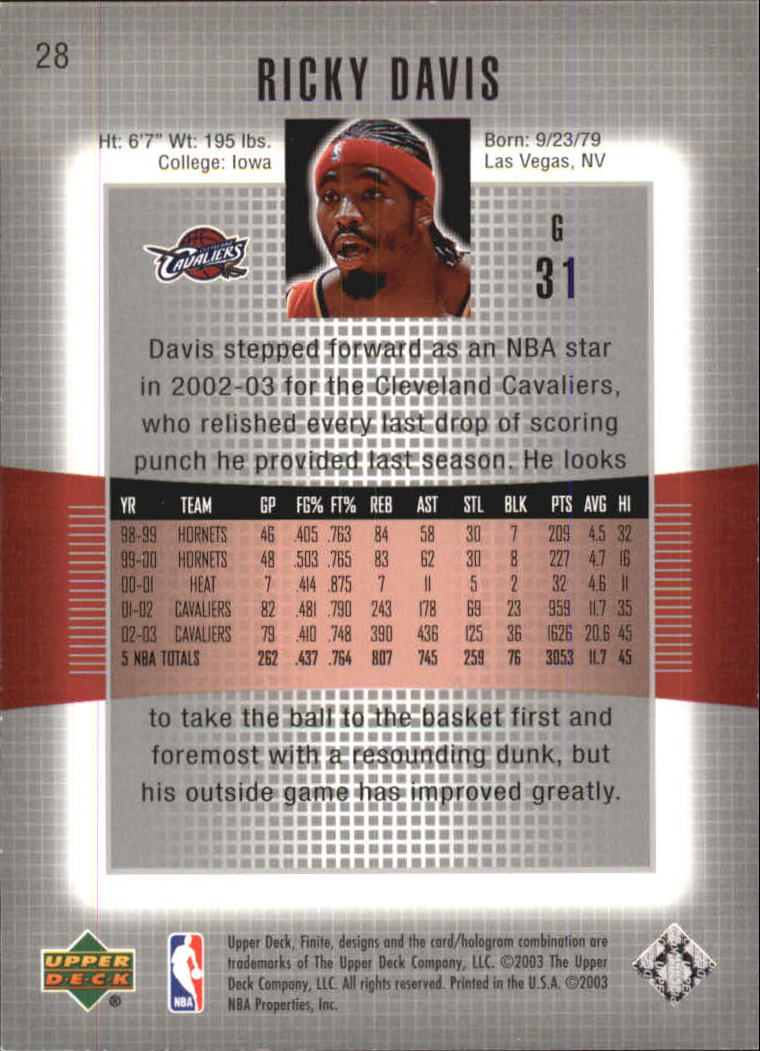 28
RICKY DAVIS
Ht: 6'7" Wt: 195 lbs.
College: Iowa
Born: 9/23/79
Las Vegas, NV
CLEVELAND
CAVALIERS
G
31
Davis stepped forward as an NBA star
in 2002-03 for the Cleveland Cavaliers,
who relished every last drop of scoring
punch he provided last season. He looks
YR TEAM GP FG% FT% REB AST STL BLK PTS AVG HI
98-99 HORNETS 46 .405 .763 84 58 30 7 209 4.5 32
99-00 HORNETS 48 .503 .765 83 62 30 8 227 4.7 16
00-01 HEAT 7 .414 .875 7 11 5 2 32 4.6 11
01-02 CAVALIERS 82 .481 .790 243 178 69 23 959 11.7 35
02-03 CAVALIERS 79 .410 .748 390 436 125 36 1626 20.6 45
5 NBA TOTALS 262 .437 .764 807 745 259 76 3053 11.7 45
to take the ball to the basket first and
foremost with a resounding dunk, but
his outside game has improved greatly.
UPPER
D·E·C·K
®
NBA
Upper Deck, Finite, designs and the card/hologram combination are
trademarks of The Upper Deck Company, LLC. ©2003 The Upper
Deck Company, LLC. All rights reserved. Printed in the U.S.A. ©2003
NBA Properties, Inc.